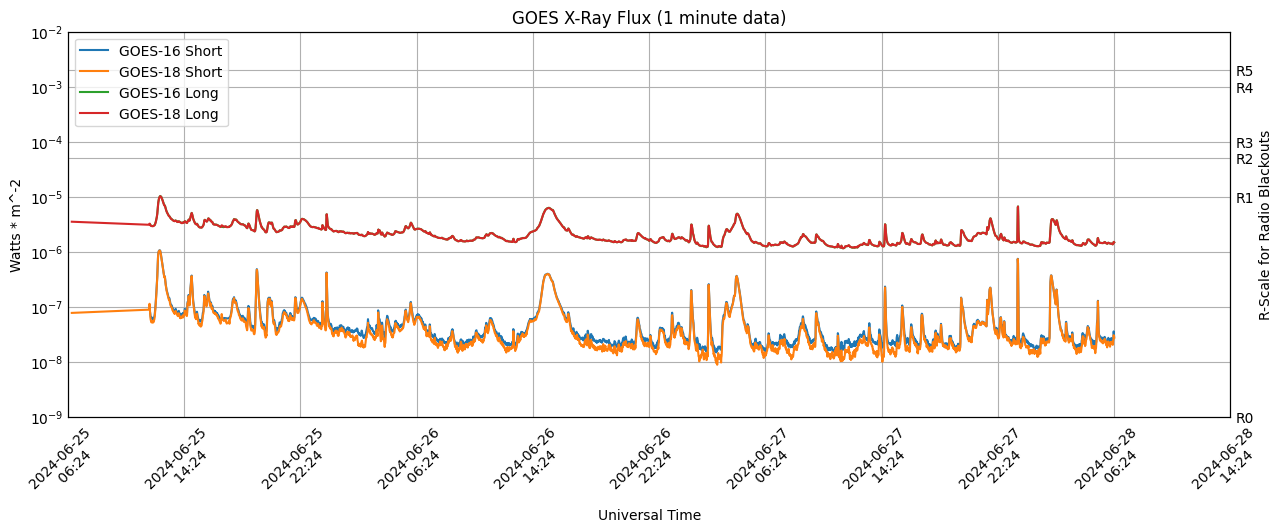 GOES X-Ray Flux (1 minute data)
GOES-16 Short
GOES-18 Short
GOES-16 Long
GOES-18 Long
Watts * m^-2
10⁻²
10⁻³
10⁻⁴
10⁻⁵
10⁻⁶
10⁻⁷
10⁻⁸
10⁻⁹
R5
R4
R3
R2
R1
R0
R-Scale for Radio Blackouts
2024-06-25
06:24
2024-06-25
14:24
2024-06-25
22:24
2024-06-26
06:24
2024-06-26
14:24
2024-06-26
22:24
2024-06-27
06:24
2024-06-27
14:24
2024-06-27
22:24
2024-06-28
06:24
2024-06-28
14:24
Universal Time